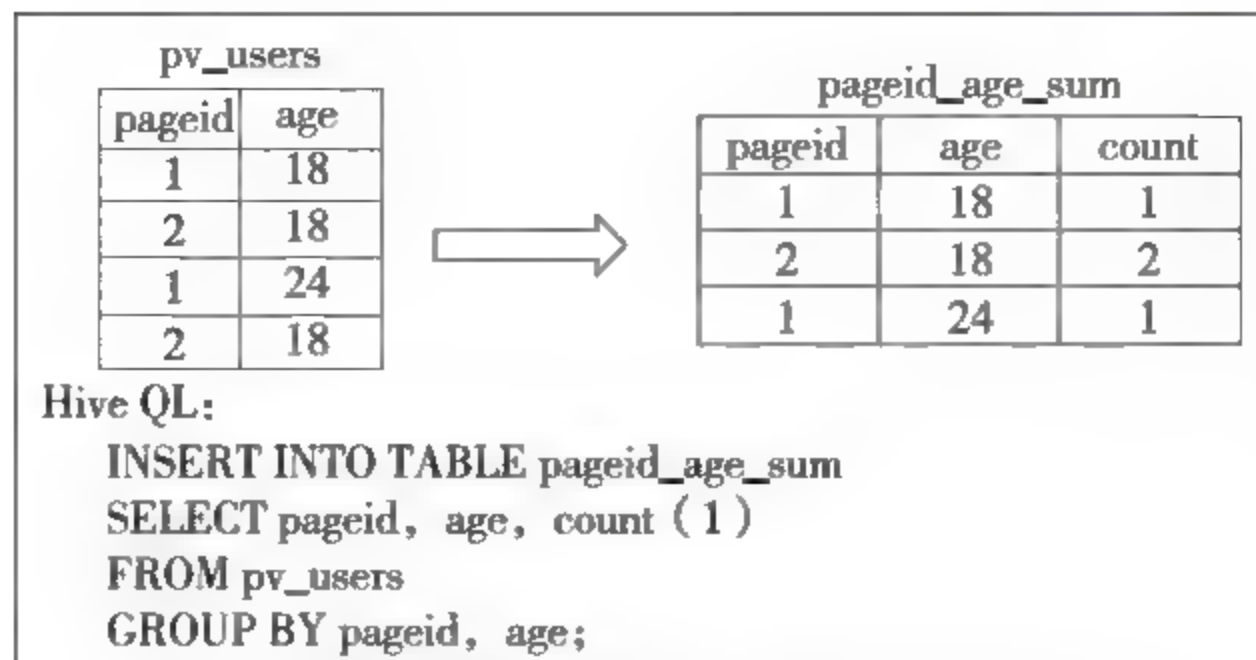 pv_users
pageid age
1 18
2 18
1 24
2 18
pageid_age_sum
pageid age count
1 18 1
2 18 2
1 24 1
Hive QL：
INSERT INTO TABLE pageid_age_sum
SELECT pageid，age，count（1）
FROM pv_users
GROUP BY pageid，age；